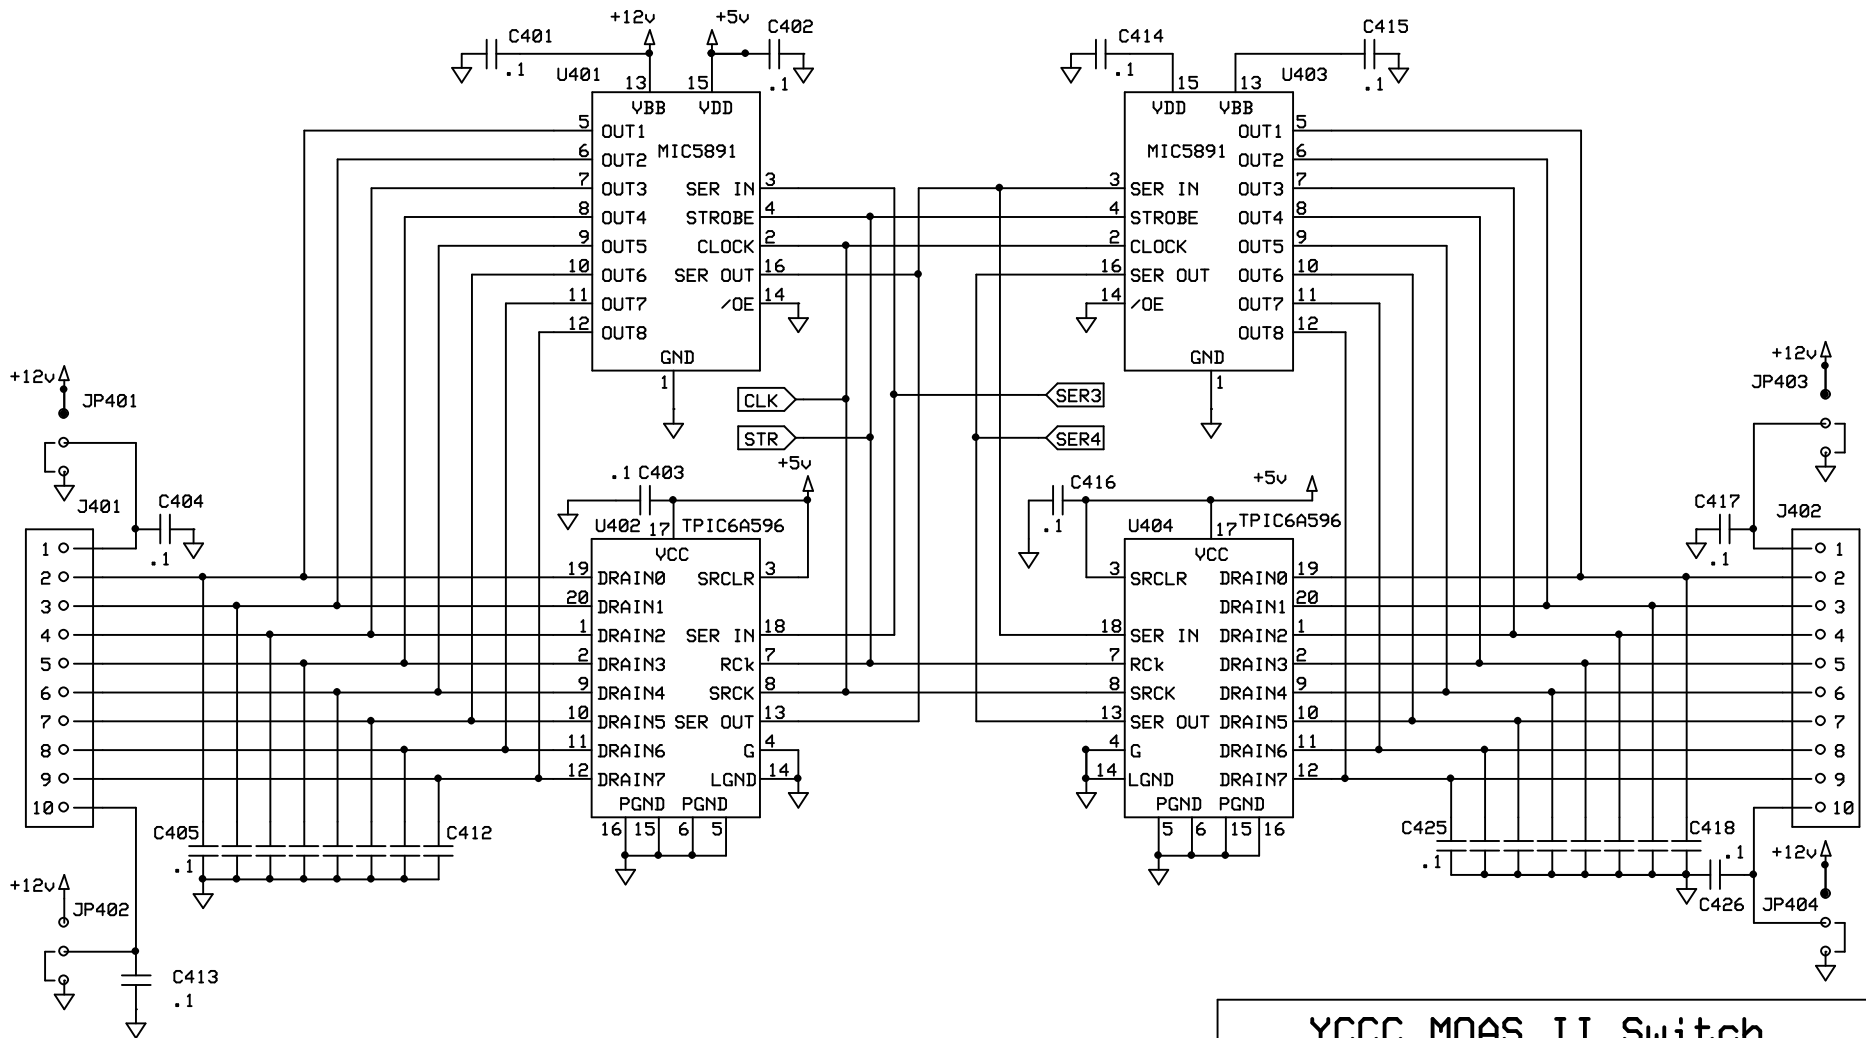 +12v +5v
C401 C402 C414 C415
.1 U401 .1 .1 U403 .1
13 15 15 13
VBB VDD VDD VBB
5 OUT1 OUT1 5
MIC5891 MIC5891
6 OUT2 OUT2 6
7 OUT3 SER IN 3 3 SER IN OUT3 7
8 OUT4 STROBE 4 4 STROBE OUT4 8
9 OUT5 CLOCK 2 2 CLOCK OUT5 9
10 OUT6 SER OUT 16 16 SER OUT OUT6 10
11 OUT7 /OE 14 14 /OE OUT7 11
12 OUT8 OUT8 12
GND GND
1 1
+12v +12v
JP401 JP403
CLK SER3
STR SER4
.1 C403 +5v C416 +5v
J401 C404 C417 J402
U402 17 TPIC6A596 .1 U404 17 TPIC6A596
.1 VCC VCC .1
1 1
2 19 DRAIN0 SRCLR 3 3 SRCLR DRAIN0 19 2
3 20 DRAIN1 DRAIN1 20 3
4 1 DRAIN2 SER IN 18 18 SER IN DRAIN2 1 4
5 2 DRAIN3 RCk 7 7 RCk DRAIN3 2 5
6 9 DRAIN4 SRCK 8 8 SRCK DRAIN4 9 6
7 10 DRAIN5 SER OUT 13 13 SER OUT DRAIN5 10 7
8 11 DRAIN6 G 4 4 G DRAIN6 11 8
9 12 DRAIN7 LGND 14 14 LGND DRAIN7 12 9
10 PGND PGND PGND PGND 10
16 15 6 5 5 6 15 16
C405 C412 C425 C418
.1 .1 .1
+12v +12v
JP402 C426 JP404
C413
.1
YCCC MOAS II Switch